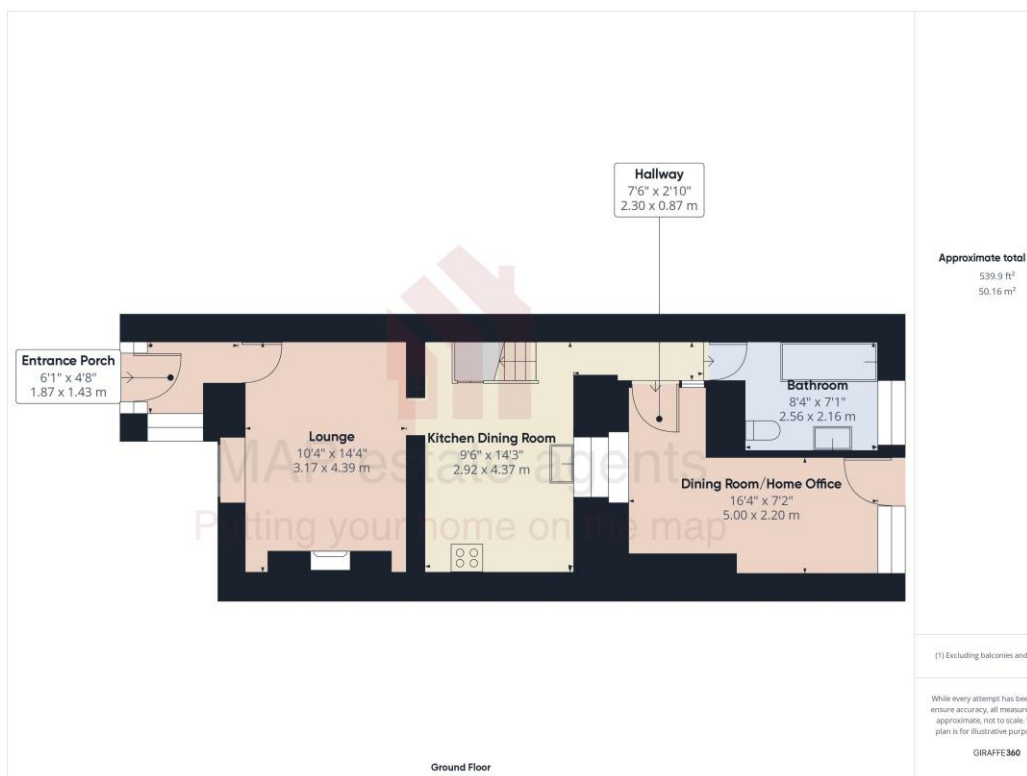 Hallway
7'6" x 2'10"
2.30 x 0.87 m
Entrance Porch
6'1" x 4'8"
1.87 x 1.43 m
Lounge
10'4" x 14'4"
3.17 x 4.39 m
Kitchen Dining Room
9'6" x 14'3"
2.92 x 4.37 m
Bathroom
8'4" x 7'1"
2.56 x 2.16 m
Dining Room/Home Office
16'4" x 7'2"
5.00 x 2.20 m
MAP estate agents
Putting your home on the map
Ground Floor
Approximate total
539.9 ft²
50.16 m²
(1) Excluding balconies and
While every attempt has bee
ensure accuracy, all measure
approximate, not to scale.
plan is for illustrative purp
GIRAFFE360